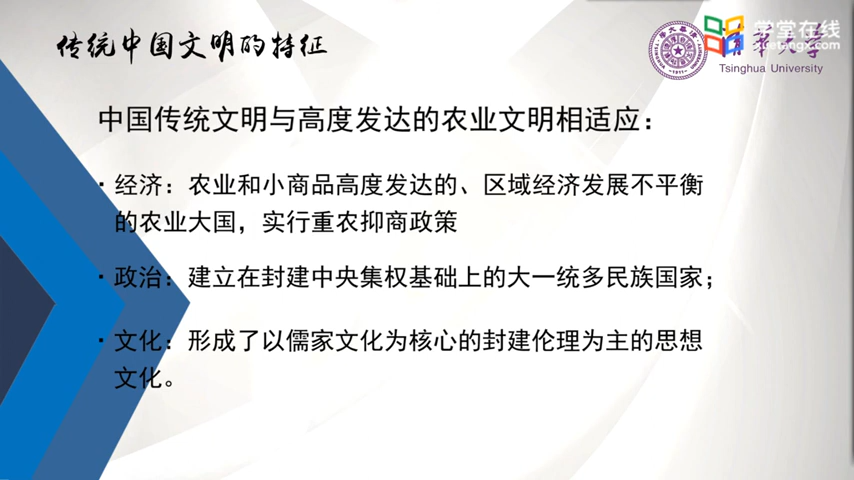 传统中国文明的特征
学堂在线
xuetangx.com
清华大学
Tsinghua University
中国传统文明与高度发达的农业文明相适应：
· 经济：农业和小商品高度发达的、区域经济发展不平衡
的农业大国，实行重农抑商政策
· 政治：建立在封建中央集权基础上的大一统多民族国家；
· 文化：形成了以儒家文化为核心的封建伦理为主的思想
文化。